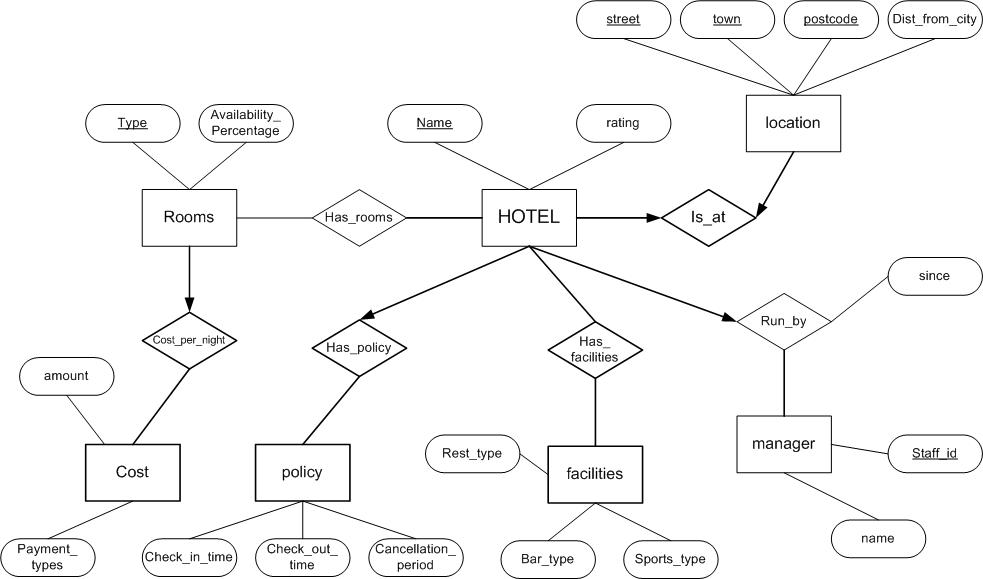 street
town
postcode
Dist_from_city
Type
Availability_
Percentage
Name
rating
location
Rooms
Has_rooms
HOTEL
Is_at
since
Cost_per_night
Has_policy
Has_
facilities
Run_by
amount
Cost
policy
Rest_type
facilities
manager
Staff_id
Payment_
types
Check_in_time
Check_out_
time
Cancellation_
period
Bar_type
Sports_type
name